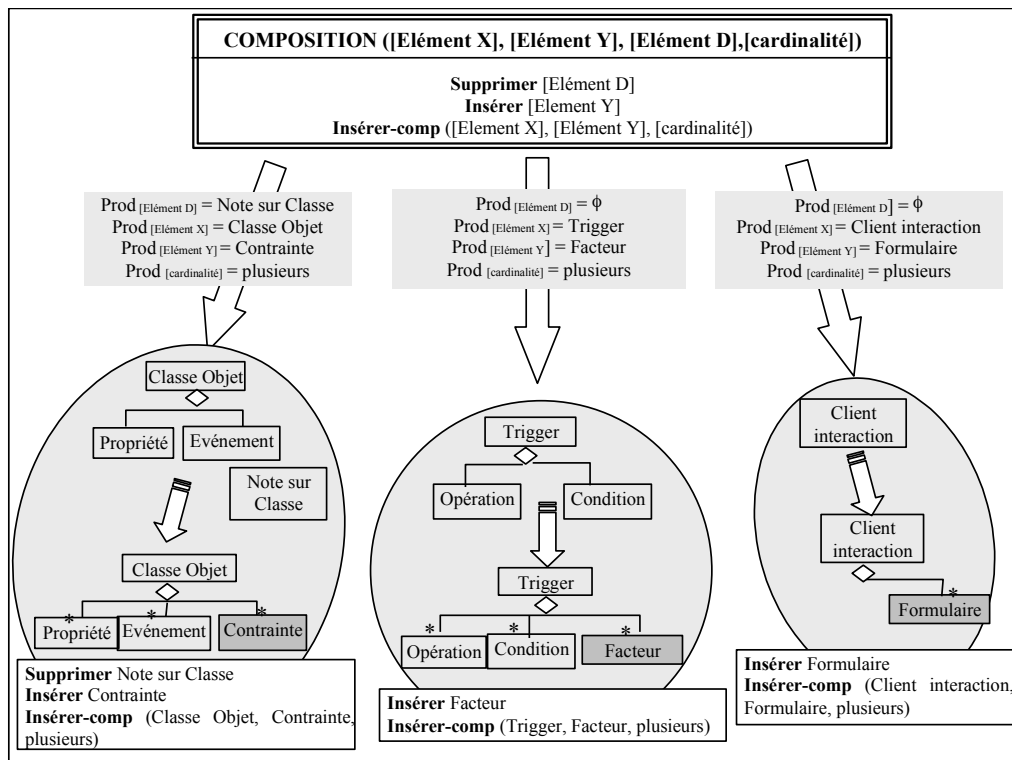 COMPOSITION ([Elément X], [Elément Y], [Elément D],[cardinalité])
Supprimer [Elément D]
Insérer [Element Y]
Insérer-comp ([Element X], [Elément Y], [cardinalité])
Prod [Elément D] = Note sur Classe
Prod [Elément X] = Classe Objet
Prod [Elément Y] = Contrainte
Prod [cardinalité] = plusieurs
Prod [Elément D] = ϕ
Prod [Elément X] = Trigger
Prod [Elément Y] = Facteur
Prod [cardinalité] = plusieurs
Prod [Elément D] = ϕ
Prod [Elément X] = Client interaction
Prod [Elément Y] = Formulaire
Prod [cardinalité] = plusieurs
Classe Objet
Propriété
Evénement
Note sur
Classe
Classe Objet
* * *
Propriété
Evénement
Contrainte
Supprimer Note sur Classe
Insérer Contrainte
Insérer-comp (Classe Objet, Contrainte,
plusieurs)
Trigger
Opération
Condition
Trigger
* * *
Opération
Condition
Facteur
Insérer Facteur
Insérer-comp (Trigger, Facteur, plusieurs)
Client
interaction
Client
interaction
*
Formulaire
Insérer Formulaire
Insérer-comp (Client interaction,
Formulaire, plusieurs)